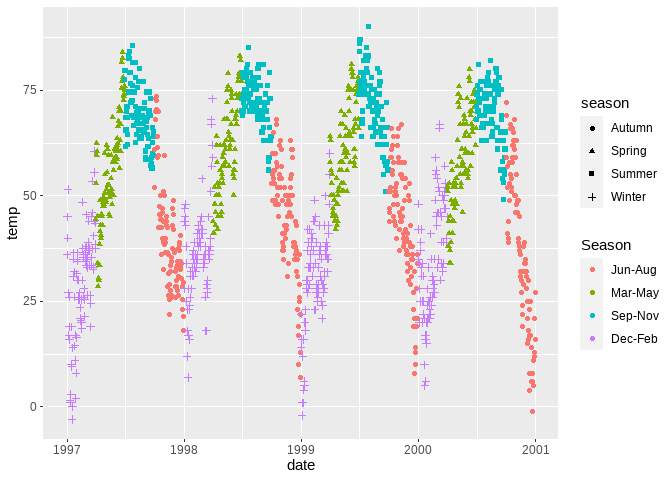 75
50
25
0
temp
1997
1998
1999
2000
2001
date
season
Autumn
Spring
Summer
Winter
Season
Jun-Aug
Mar-May
Sep-Nov
Dec-Feb